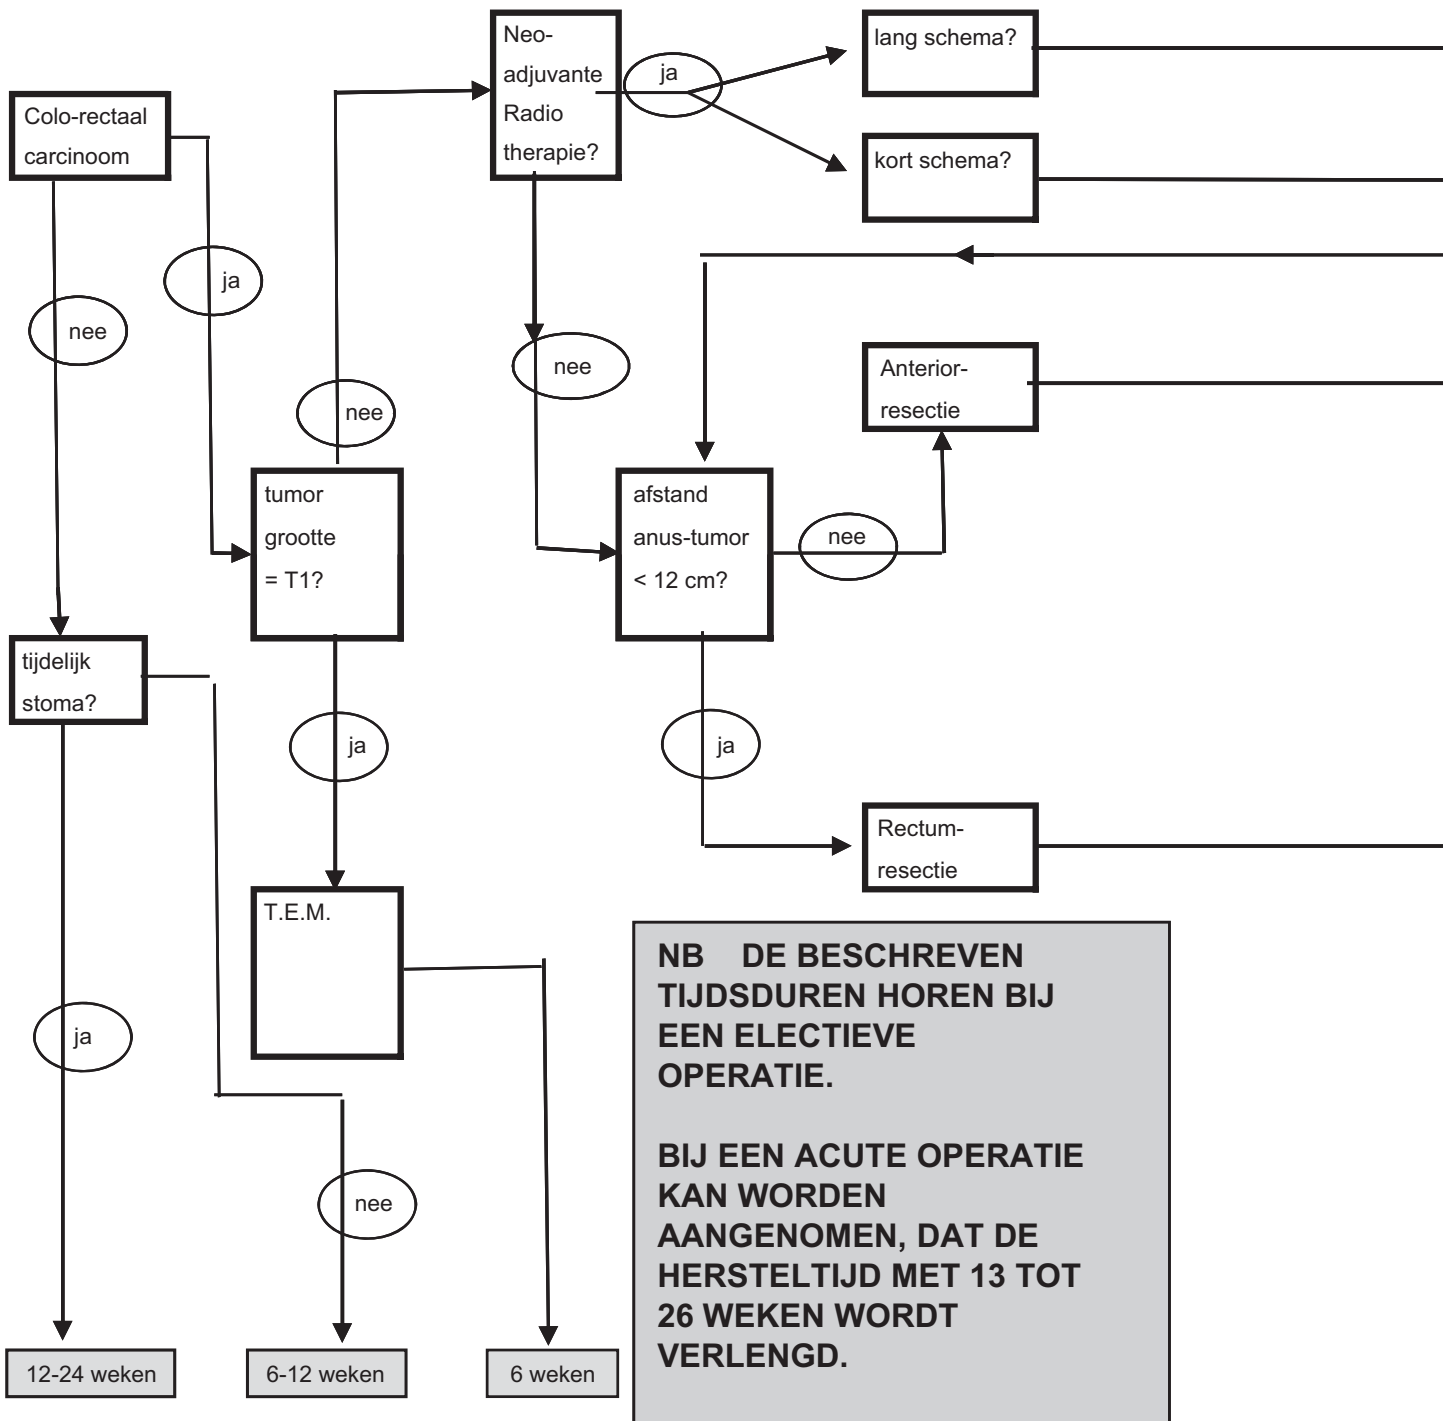 Neo-
adjuvante
Radio
therapie?
ja
lang schema?
kort schema?
Colo-rectaal
carcinoom
ja
nee
nee
nee
Anterior-
resectie
tumor
grootte
= T1?
afstand
anus-tumor
< 12 cm?
nee
tijdelijk
stoma?
ja
ja
Rectum-
resectie
T.E.M.
ja
nee
12-24 weken
6-12 weken
6 weken
NB DE BESCHREVEN
TIJDSDUREN HOREN BIJ
EEN ELECTIEVE
OPERATIE.
BIJ EEN ACUTE OPERATIE
KAN WORDEN
AANGENOMEN, DAT DE
HERSTELTIJD MET 13 TOT
26 WEKEN WORDT
VERLENGD.